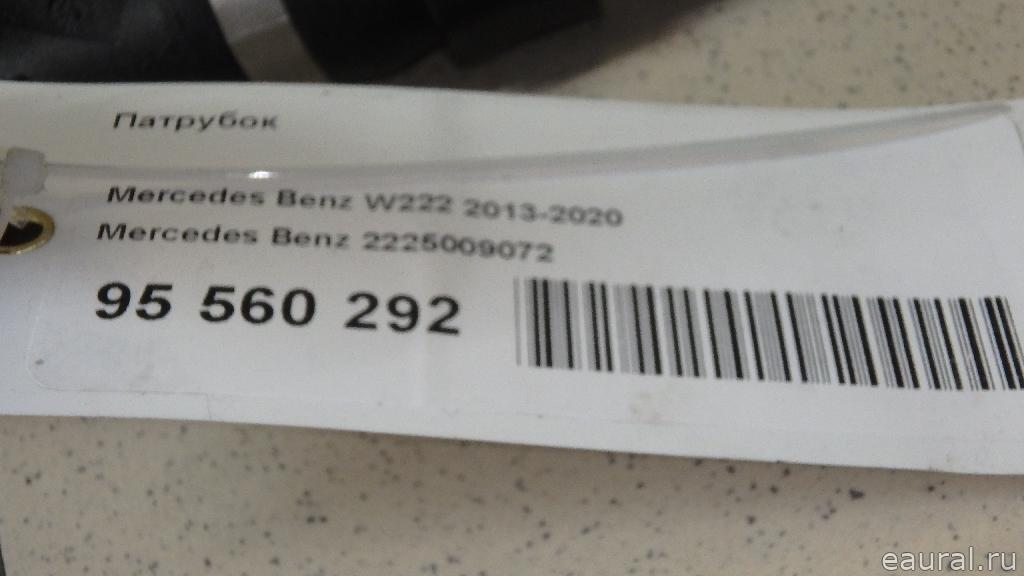 Патрубок
Mercedes Benz W222 2013-2020
Mercedes Benz 2225009072
95 560 292
eaural.ru